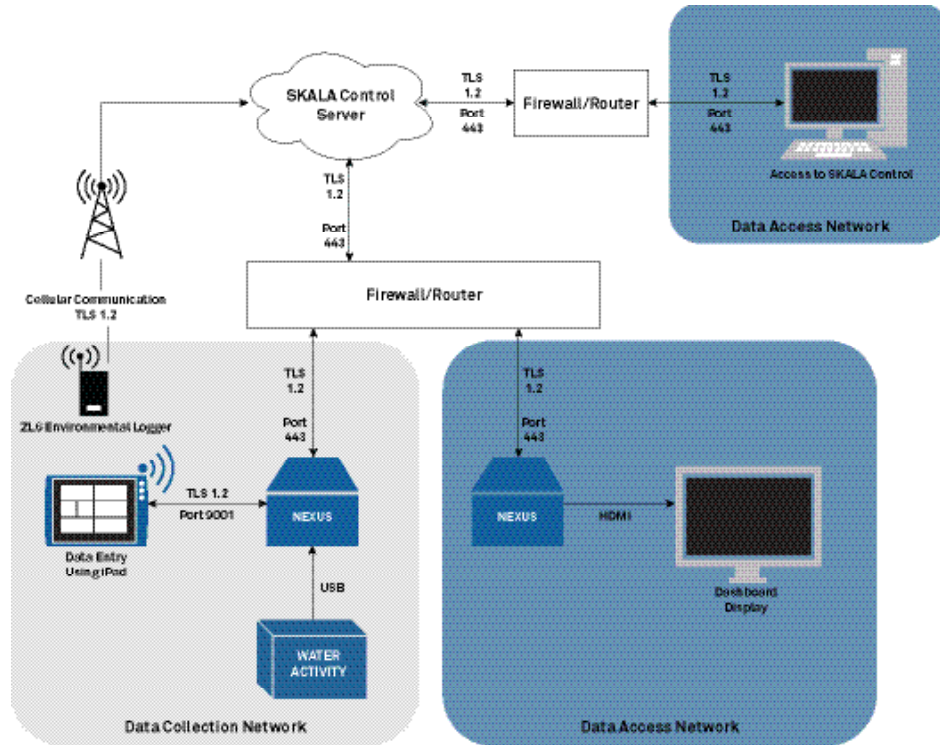 SKALA Control
Server
TLS
1.2
Port
443
Firewall/Router
TLS
1.2
Port
443
Access to SKALA Control
Data Access Network
TLS
1.2
Port
443
Firewall/Router
Cellular Communication
TLS 1.2
ZL6 Environmental Logger
TLS
1.2
Port
443
TLS
1.2
Port
443
TLS 1.2
Port 9001
NEXUS
Data Entry
Using iPad
USB
WATER
ACTIVITY
Data Collection Network
NEXUS
HDMI
Dashboard
Display
Data Access Network